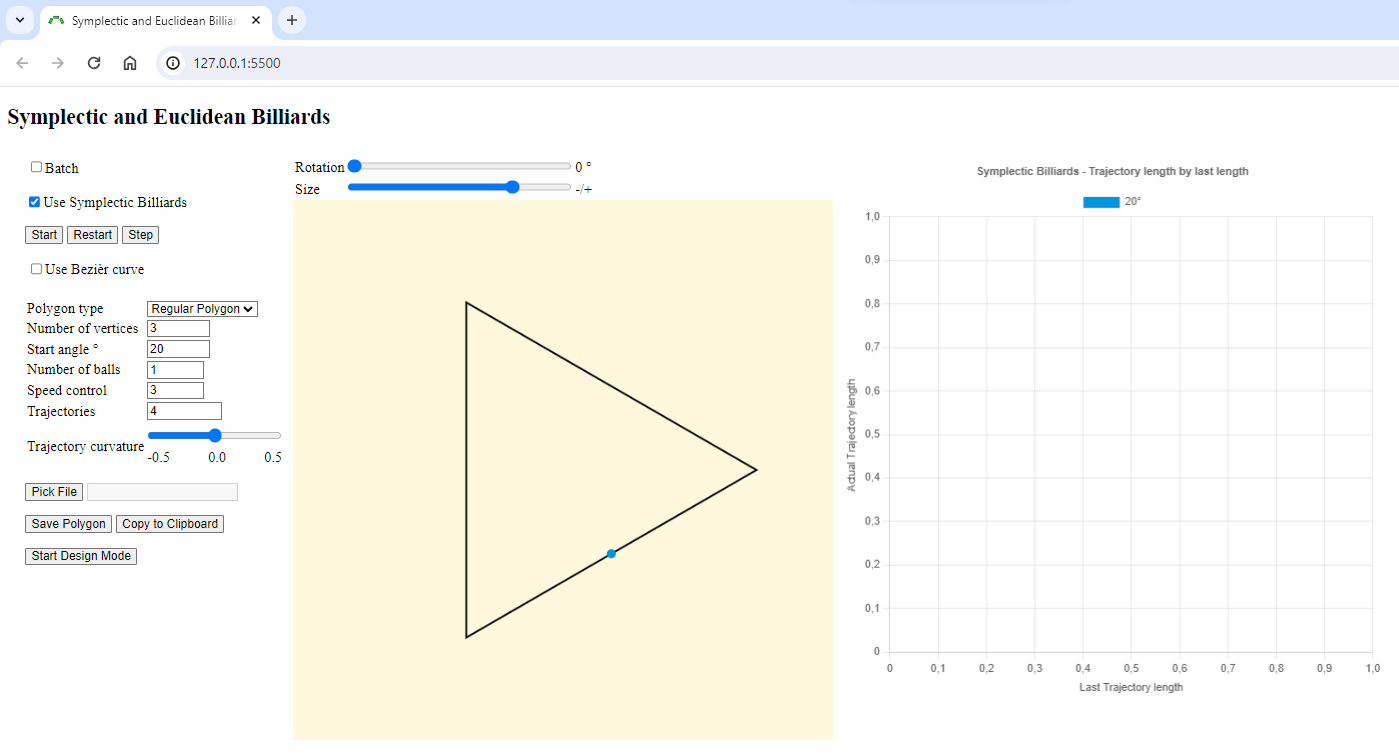 Symplectic and Euclidean Billiar
127.0.0.1:5500
Symplectic and Euclidean Billiards
Batch
Use Symplectic Billiards
Start Restart Step
Use Bezièr curve
Polygon type Regular Polygon
Number of vertices 3
Start angle ° 20
Number of balls 1
Speed control 3
Trajectories 4
Trajectory curvature
-0.5 0.0 0.5
Pick File
Save Polygon Copy to Clipboard
Start Design Mode
Rotation 0 °
Size -/+
Symplectic Billiards - Trajectory length by last length
20°
Actual Trajectory length
1,0
0,9
0,8
0,7
0,6
0,5
0,4
0,3
0,2
0,1
0
0 0,1 0,2 0,3 0,4 0,5 0,6 0,7 0,8 0,9 1,0
Last Trajectory length